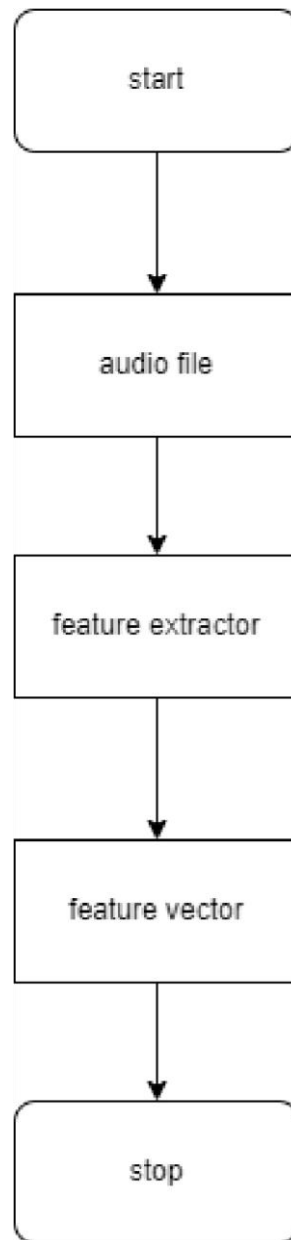 start
audio file
feature extractor
feature vector
stop